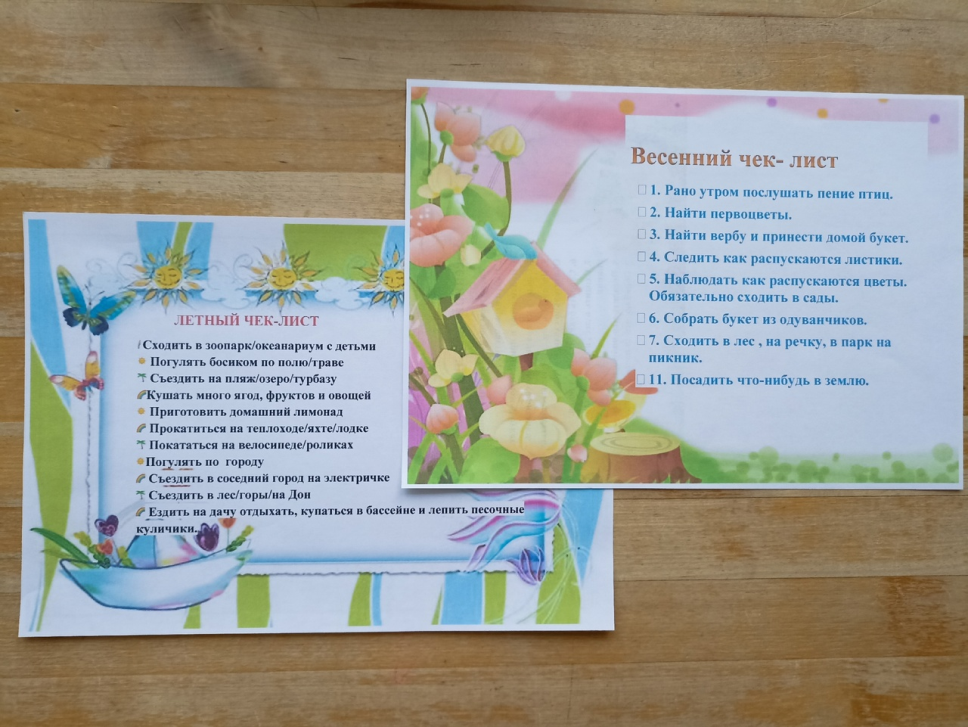 Весенний чек- лист
1. Рано утром послушать пение птиц.
2. Найти первоцветы.
3. Найти вербу и принести домой букет.
4. Следить как распускаются листики.
5. Наблюдать как распускаются цветы.
Обязательно сходить в сады.
6. Собрать букет из одуванчиков.
7. Сходить в лес , на речку, в парк на
пикник.
11. Посадить что-нибудь в землю.
ЛЕТНЫЙ ЧЕК-ЛИСТ
Сходить в зоопарк/океанариум с детьми
Погулять босиком по полю/траве
Съездить на пляж/озеро/турбазу
Кушать много ягод, фруктов и овощей
Приготовить домашний лимонад
Прокатиться на теплоходе/яхте/лодке
Покататься на велосипеде/роликах
Погулять по городу
Съездить в соседний город на электричке
Съездить в лес/горы/на Дон
Ездить на дачу отдыхать, купаться в бассейне и лепить песочные
куличики.